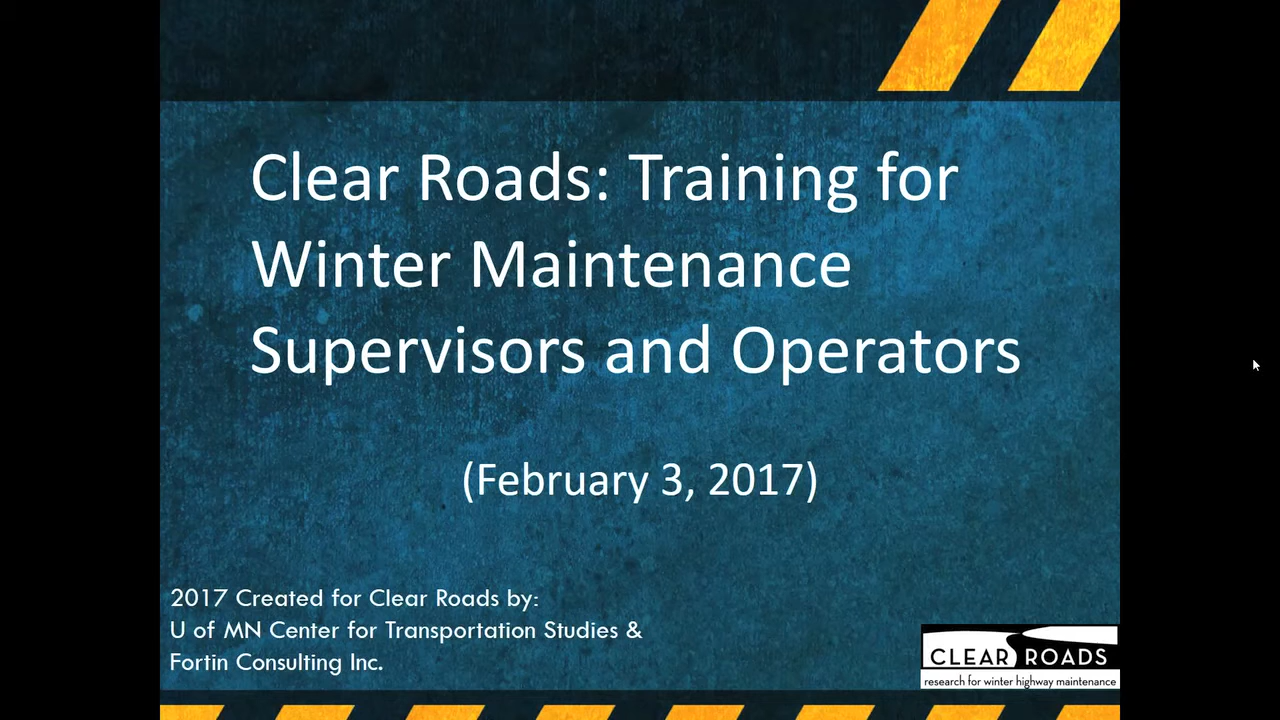 Clear Roads: Training for
Winter Maintenance
Supervisors and Operators
(February 3, 2017)
2017 Created for Clear Roads by:
U of MN Center for Transportation Studies &
Fortin Consulting Inc.
CLEAR ROADS
research for winter highway maintenance